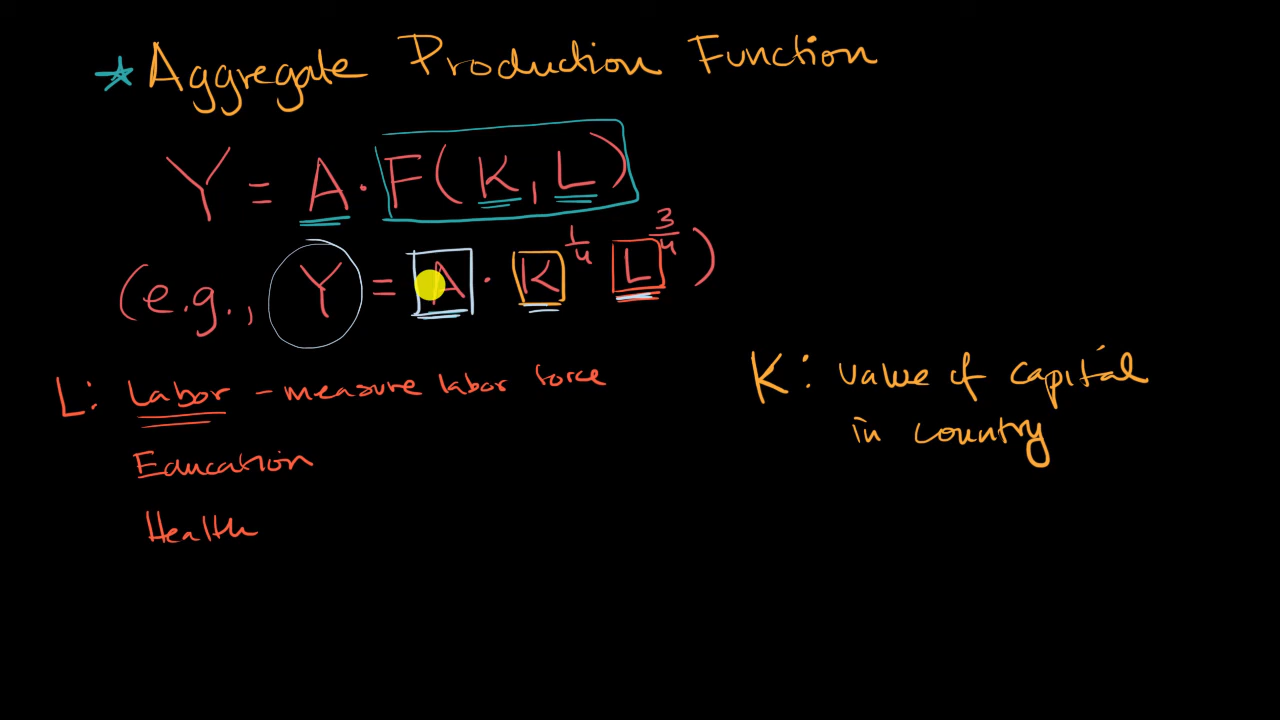 ★ Aggregate Production Function
Y = A · F(K, L)
(e.g., Y = A · K^1/4 L^3/4)
L: Labor - measure labor force
Education
Health
K: value of capital
in country